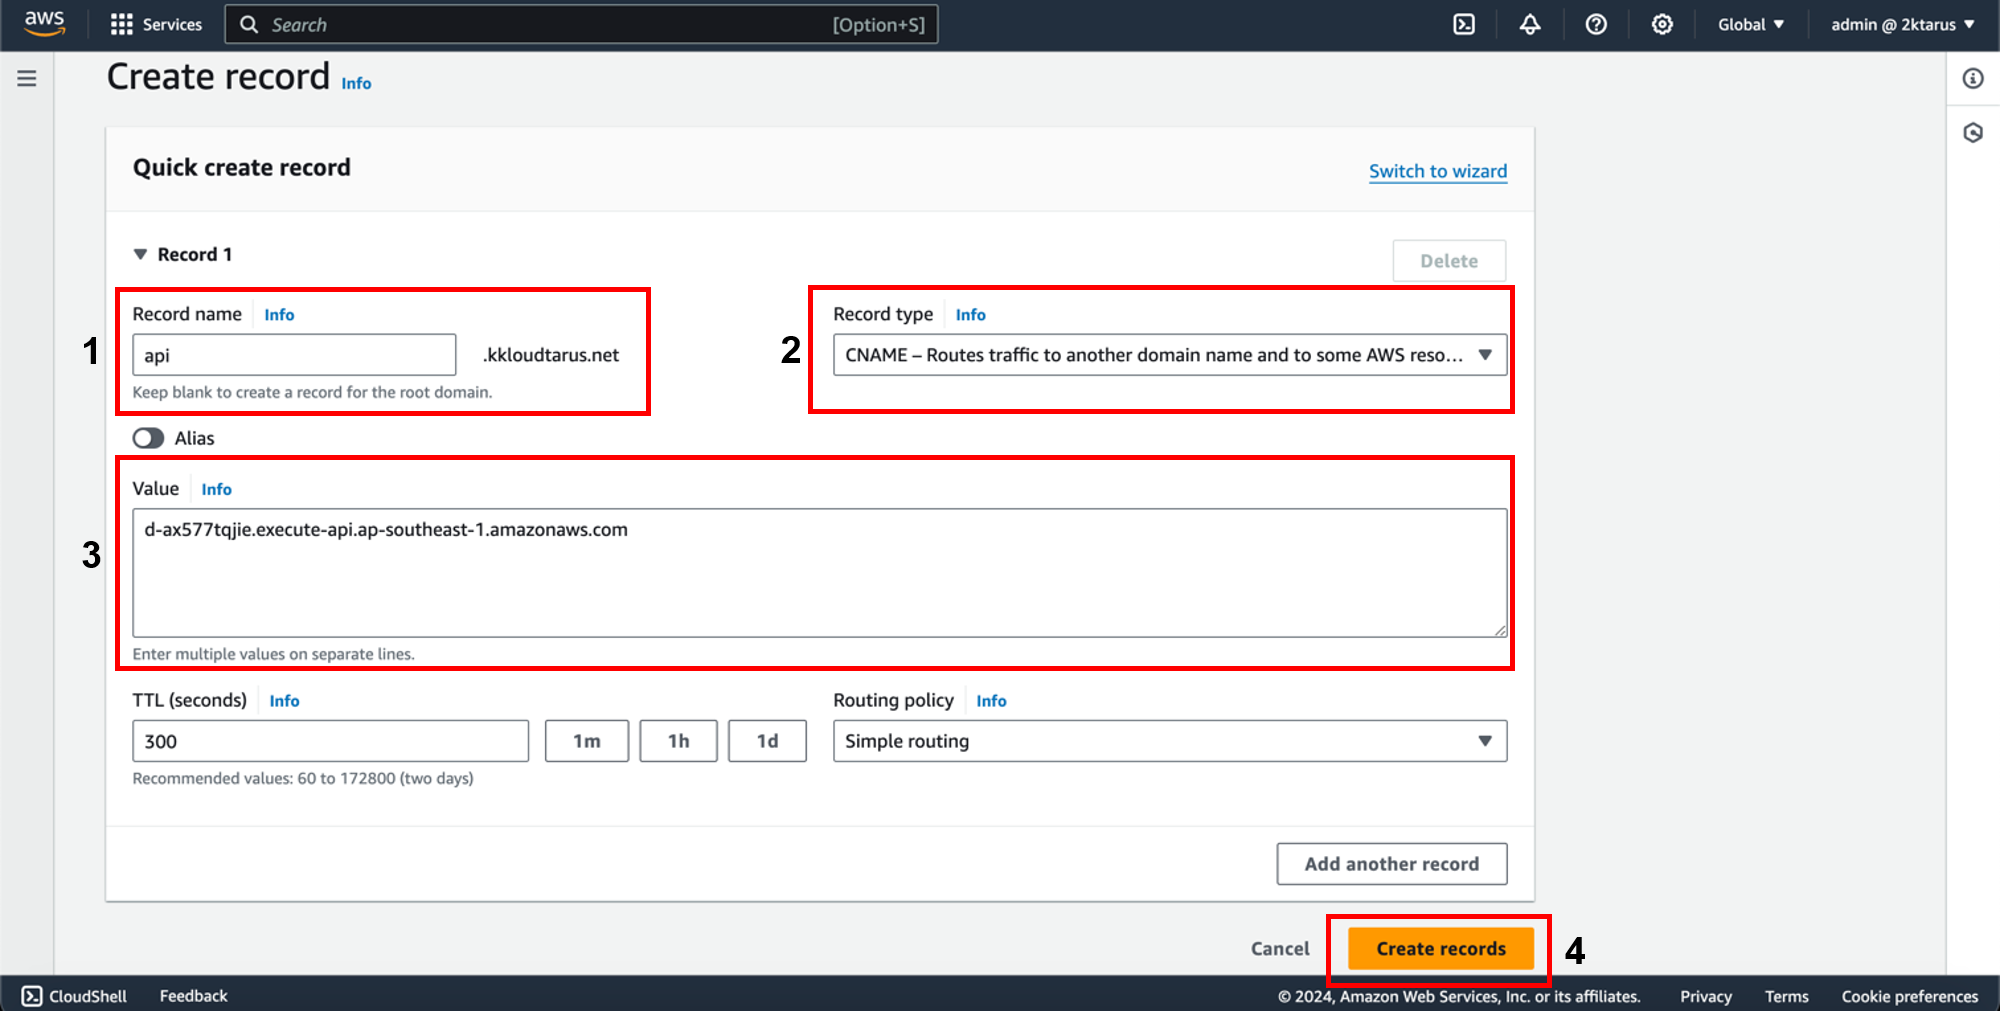 aws
Services
Search
[Option+S]
Global
admin @ 2ktarus
Create record Info
Quick create record
Switch to wizard
Record 1
Delete
1
Record name Info
api
.kkloudtarus.net
Keep blank to create a record for the root domain.
2
Record type Info
CNAME – Routes traffic to another domain name and to some AWS reso...
Alias
3
Value Info
d-ax577tqjie.execute-api.ap-southeast-1.amazonaws.com
Enter multiple values on separate lines.
TTL (seconds) Info
300
1m
1h
1d
Recommended values: 60 to 172800 (two days)
Routing policy Info
Simple routing
Add another record
Cancel
Create records
4
CloudShell
Feedback
© 2024, Amazon Web Services, Inc. or its affiliates.
Privacy
Terms
Cookie preferences